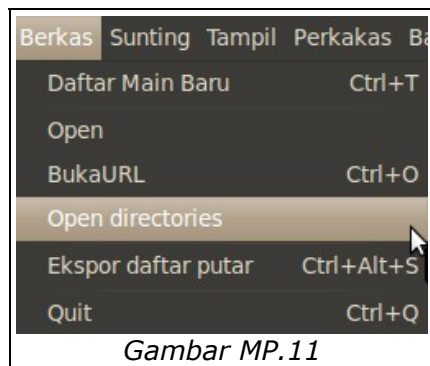 Berkas Sunting Tampil Perkakas Ba
Daftar Main Baru Ctrl+T
Open
BukaURL Ctrl+O
Open directories
Ekspor daftar putar Ctrl+Alt+S
Quit Ctrl+Q
Gambar MP.11